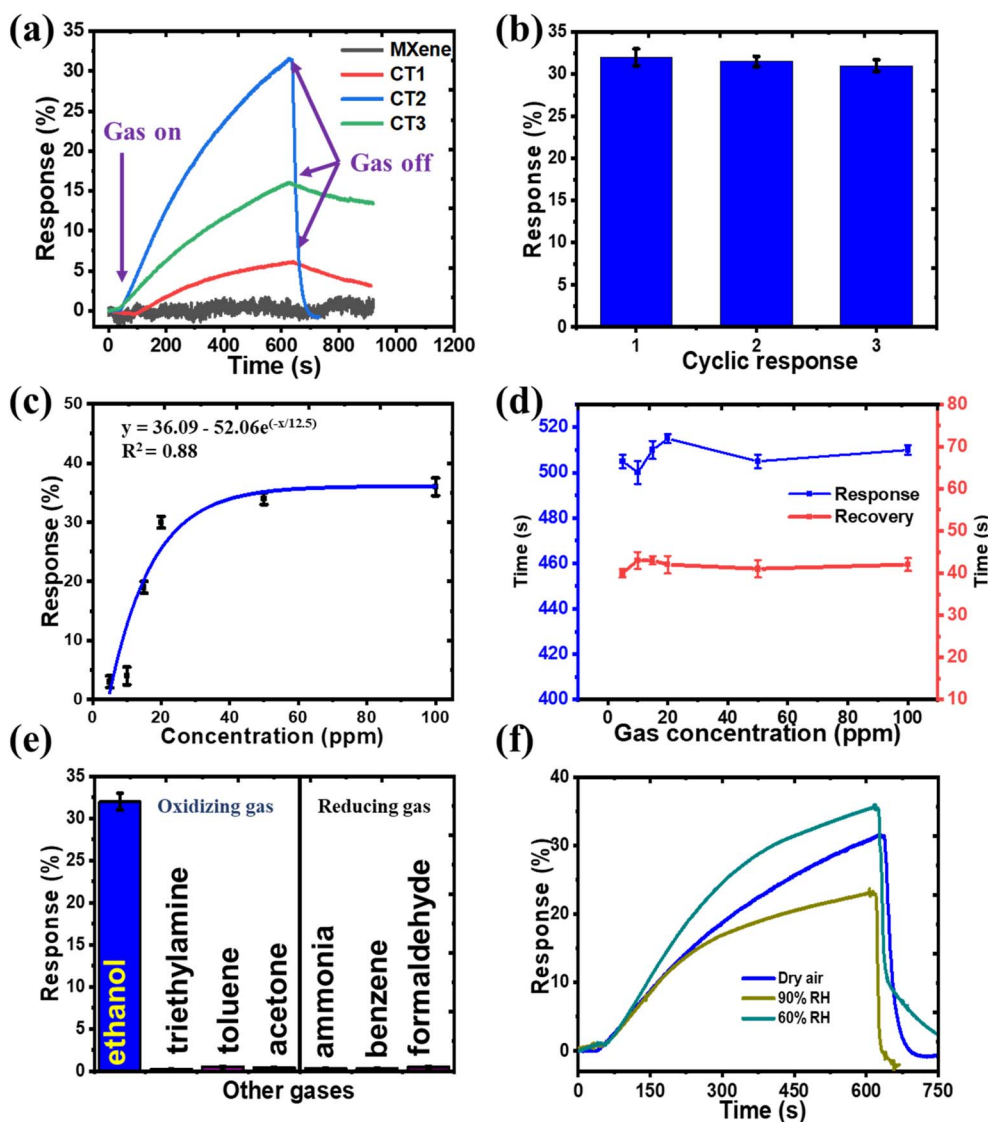 (a)
35
30
25
20
15
10
5
0
Response (%)
MXene
CT1
CT2
CT3
Gas on
Gas off
0 200 400 600 800 1000 1200
Time (s)
(b)
35
30
25
20
15
10
5
0
Response (%)
1 2 3
Cyclic response
(c)
50
40
30
20
10
0
Response (%)
y = 36.09 - 52.06e(-x/12.5)
R2 = 0.88
0 20 40 60 80 100
Concentration (ppm)
(d)
520
500
480
460
440
420
400
Time (s)
Response
Recovery
80
70
60
50
40
30
20
10
Time (s)
0 20 40 60 80 100
Gas concentration (ppm)
(e)
35
30
25
20
15
10
5
0
Response (%)
Oxidizing gas
Reducing gas
ethanol
triethylamine
toluene
acetone
ammonia
benzene
formaldehyde
Other gases
(f)
40
30
20
10
0
Response (%)
Dry air
90% RH
60% RH
0 150 300 450 600 750
Time (s)